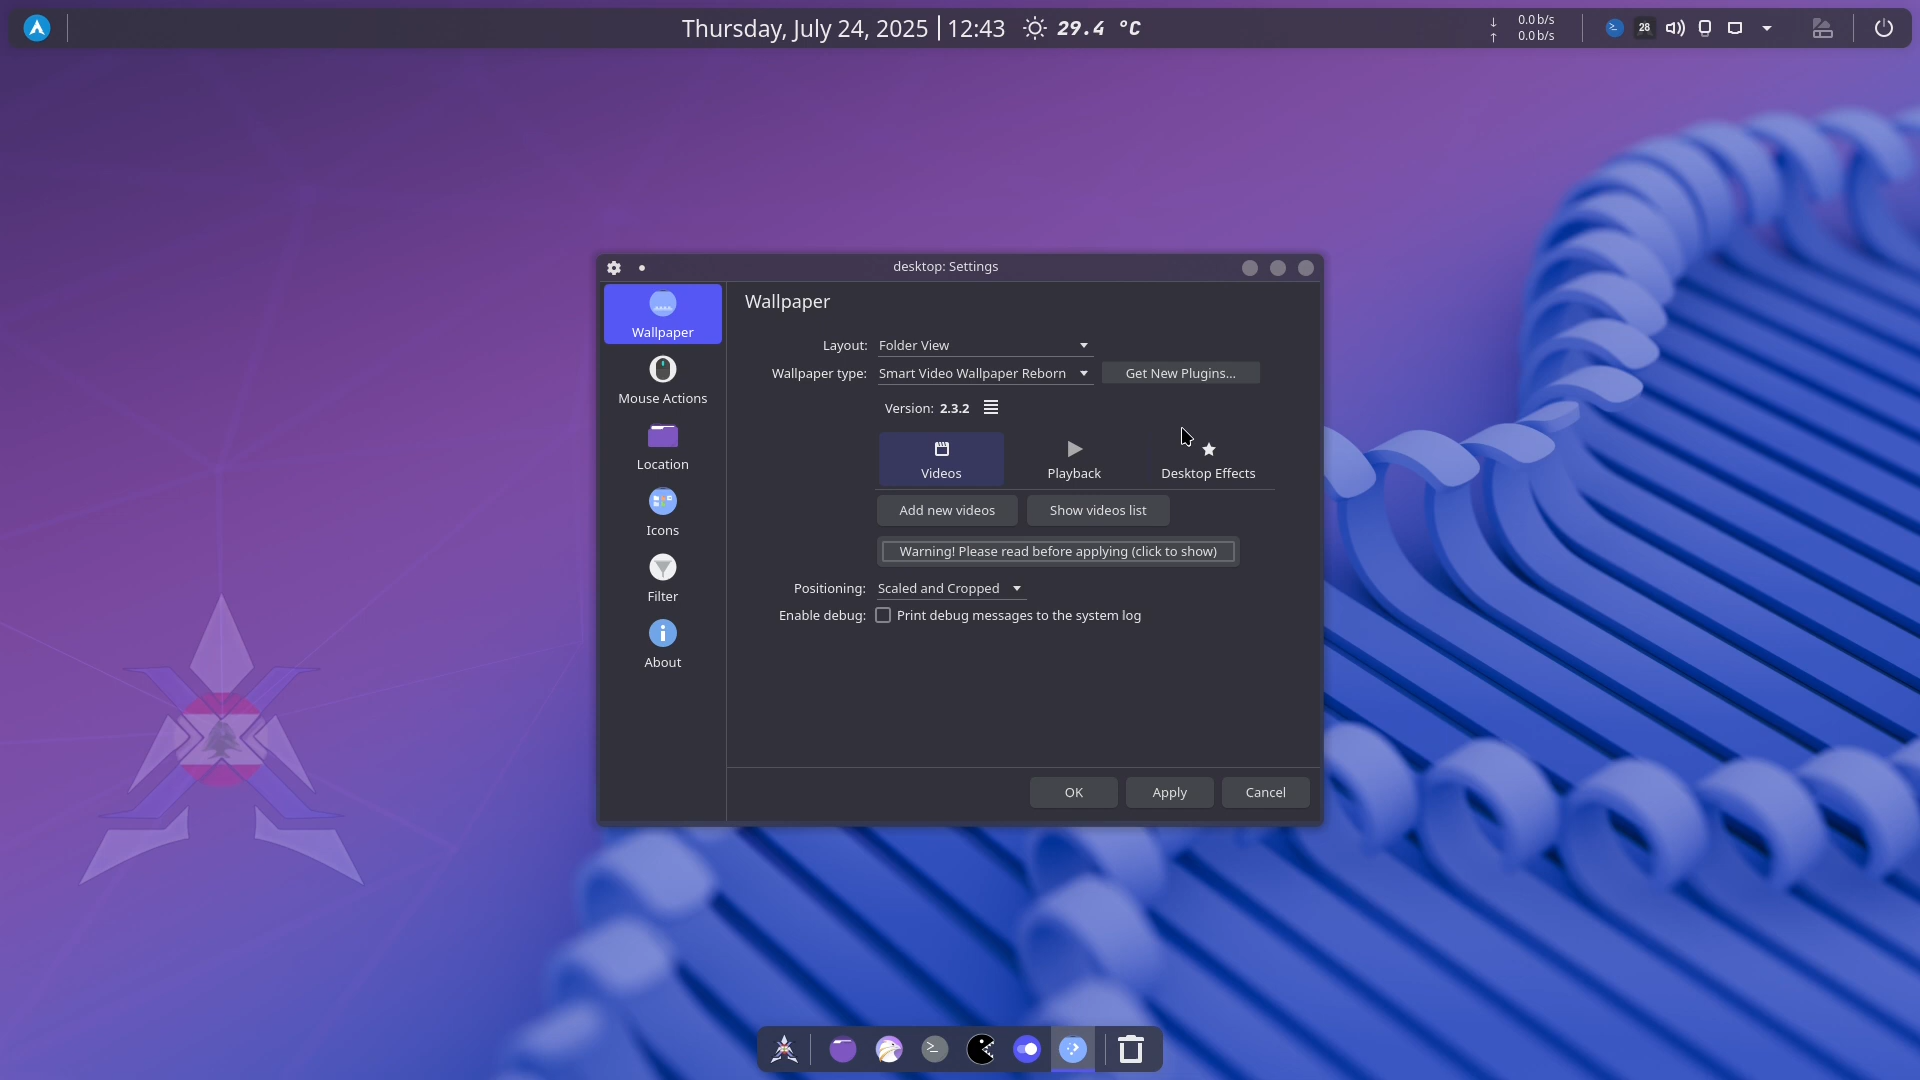 Thursday, July 24, 2025 | 12:43 29.4 °C
↓ 0.0 b/s
↑ 0.0 b/s
28
desktop: Settings
Wallpaper
Mouse Actions
Location
Icons
Filter
About
Wallpaper
Layout: Folder View
Wallpaper type: Smart Video Wallpaper Reborn Get New Plugins...
Version: 2.3.2
Videos Playback Desktop Effects
Add new videos Show videos list
Warning! Please read before applying (click to show)
Positioning: Scaled and Cropped
Enable debug: Print debug messages to the system log
OK Apply Cancel